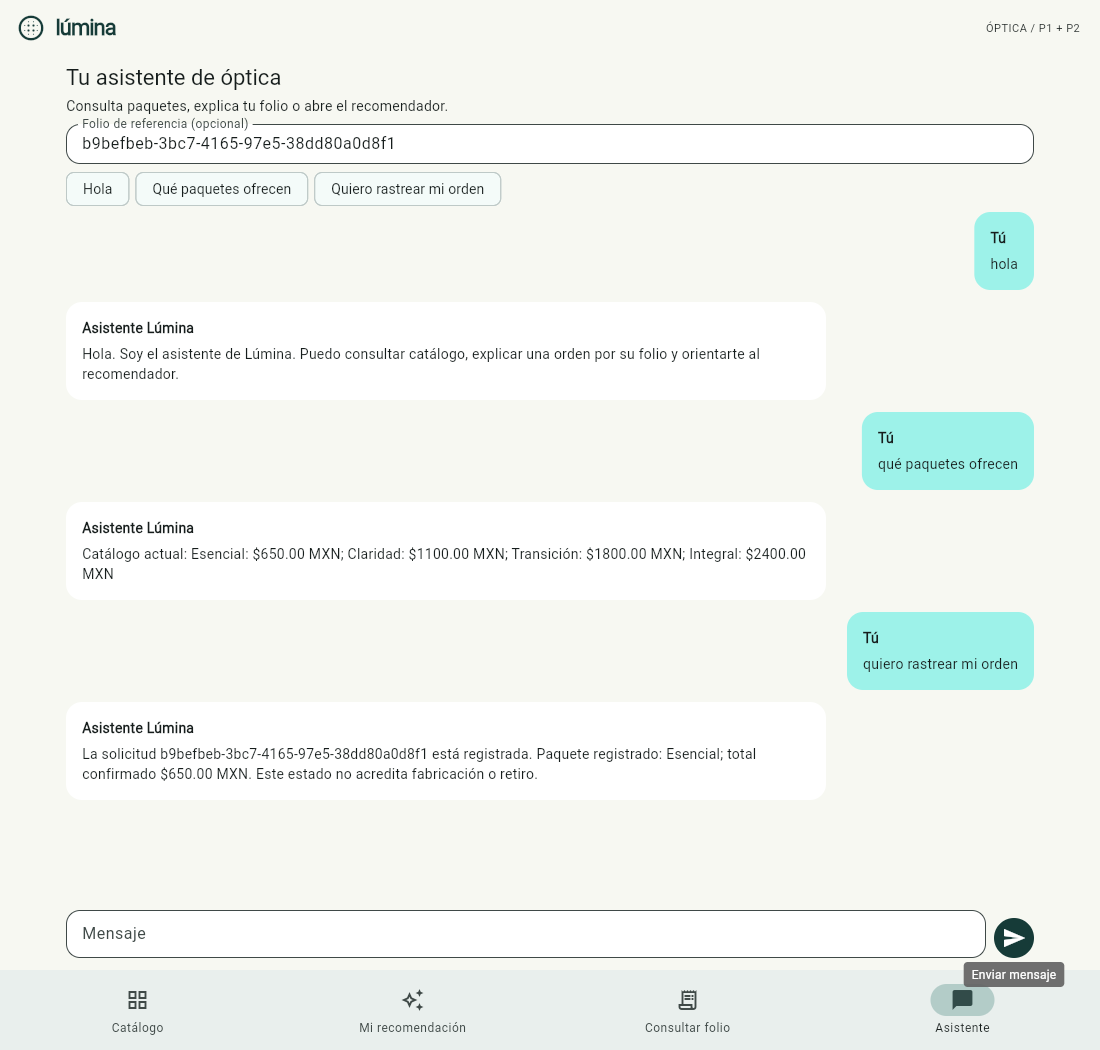 lúmina
ÓPTICA / P1 + P2
Tu asistente de óptica
Consulta paquetes, explica tu folio o abre el recomendador.
Folio de referencia (opcional)
b9befbeb-3bc7-4165-97e5-38dd80a0d8f1
Hola
Qué paquetes ofrecen
Quiero rastrear mi orden
Tú
hola
Asistente Lúmina
Hola. Soy el asistente de Lúmina. Puedo consultar catálogo, explicar una orden por su folio y orientarte al
recomendador.
Tú
qué paquetes ofrecen
Asistente Lúmina
Catálogo actual: Esencial: $650.00 MXN; Claridad: $1100.00 MXN; Transición: $1800.00 MXN; Integral: $2400.00
MXN
Tú
quiero rastrear mi orden
Asistente Lúmina
La solicitud b9befbeb-3bc7-4165-97e5-38dd80a0d8f1 está registrada. Paquete registrado: Esencial; total
confirmado $650.00 MXN. Este estado no acredita fabricación o retiro.
Mensaje
Enviar mensaje
Catálogo
Mi recomendación
Consultar folio
Asistente